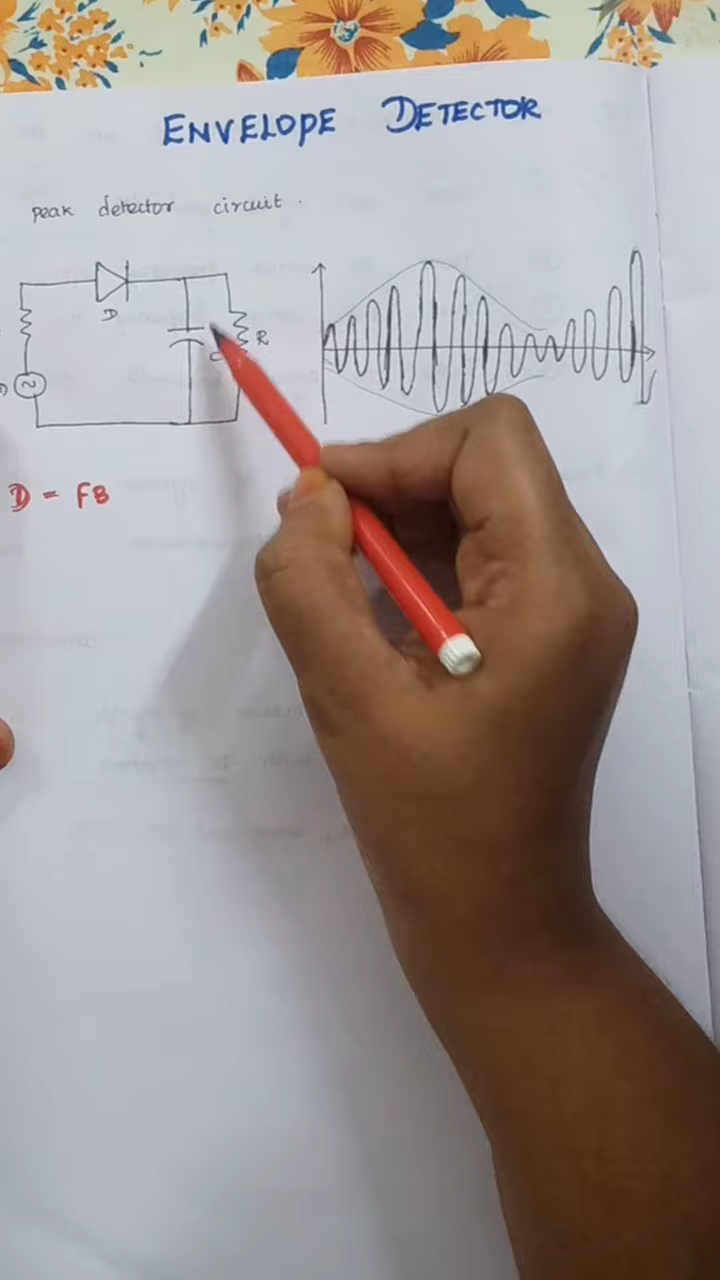 ENVELOPE DETECTOR
peak detector circuit.
D
C
R
D = FB